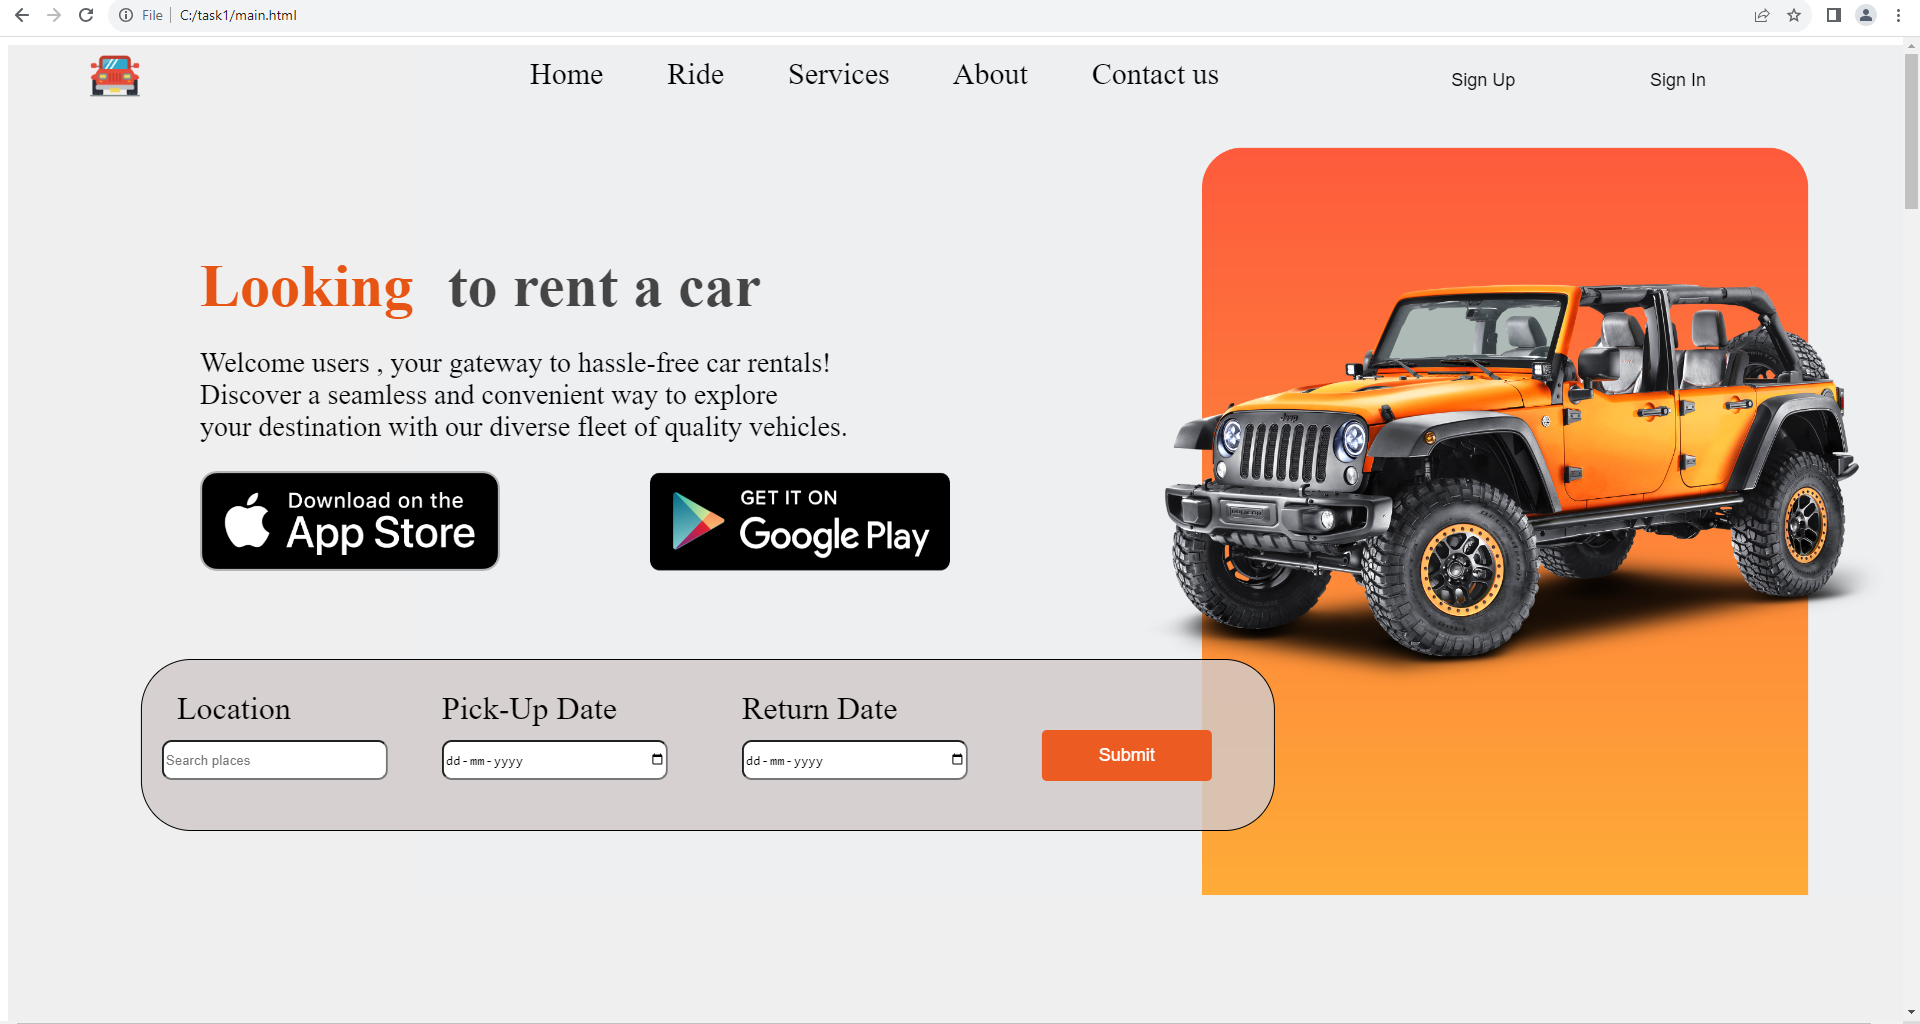 File C:/task1/main.html
Home Ride Services About Contact us Sign Up Sign In
Looking to rent a car
Welcome users , your gateway to hassle-free car rentals!
Discover a seamless and convenient way to explore
your destination with our diverse fleet of quality vehicles.
Download on the
App Store
GET IT ON
Google Play
Jeep
Location Pick-Up Date Return Date
Search places dd-mm-yyyy dd-mm-yyyy Submit